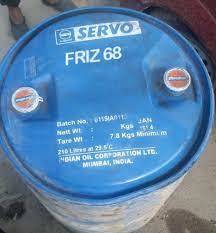 SERVO
FRIZ 68
Batch No. JAN
Nett Wt : Kgs
Tare Wt : 7.8 Kgs Minimum
210 Litres at 29.5°C
INDIAN OIL CORPORATION LTD.
MUMBAI, INDIA.